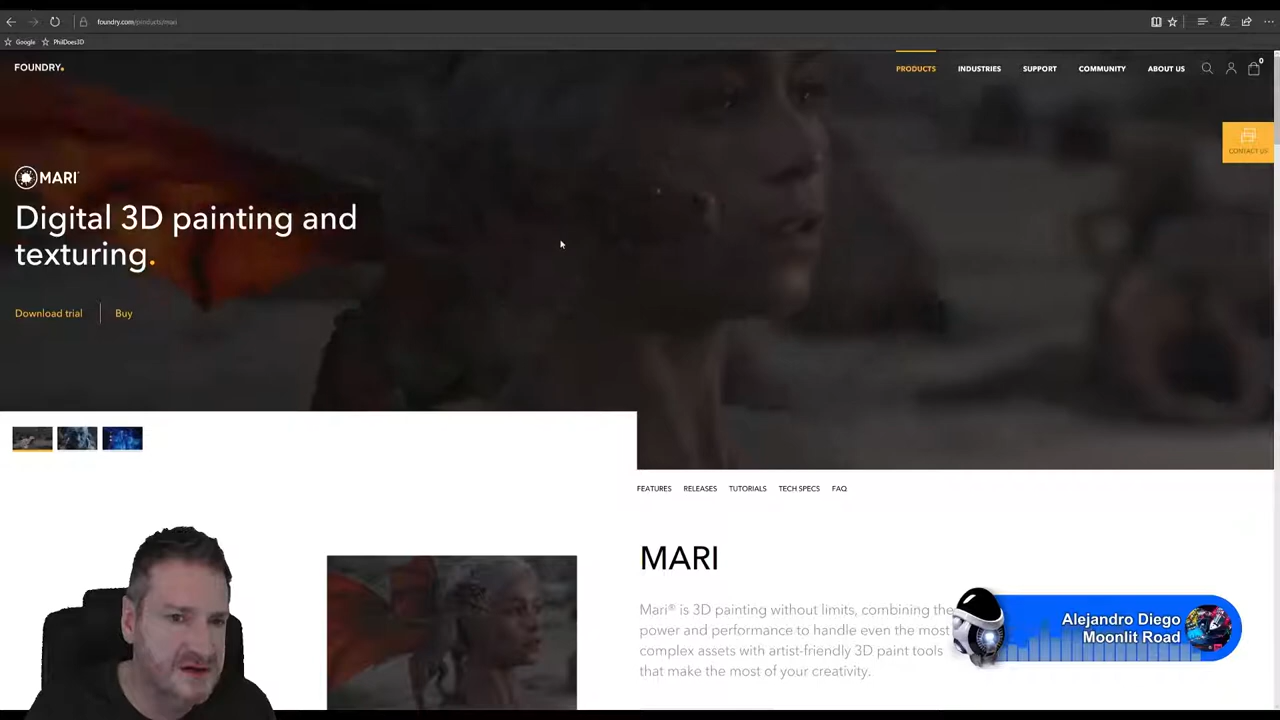 foundry.com/products/mari
Google
PhilDoes3D
FOUNDRY.
PRODUCTS
INDUSTRIES
SUPPORT
COMMUNITY
ABOUT US
0
CONTACT US
MARI
Digital 3D painting and
texturing.
Download trial
Buy
FEATURES
RELEASES
TUTORIALS
TECH SPECS
FAQ
MARI
Mari® is 3D painting without limits, combining the
power and performance to handle even the most
complex assets with artist-friendly 3D paint tools
that make the most of your creativity.
Alejandro Diego
Moonlit Road